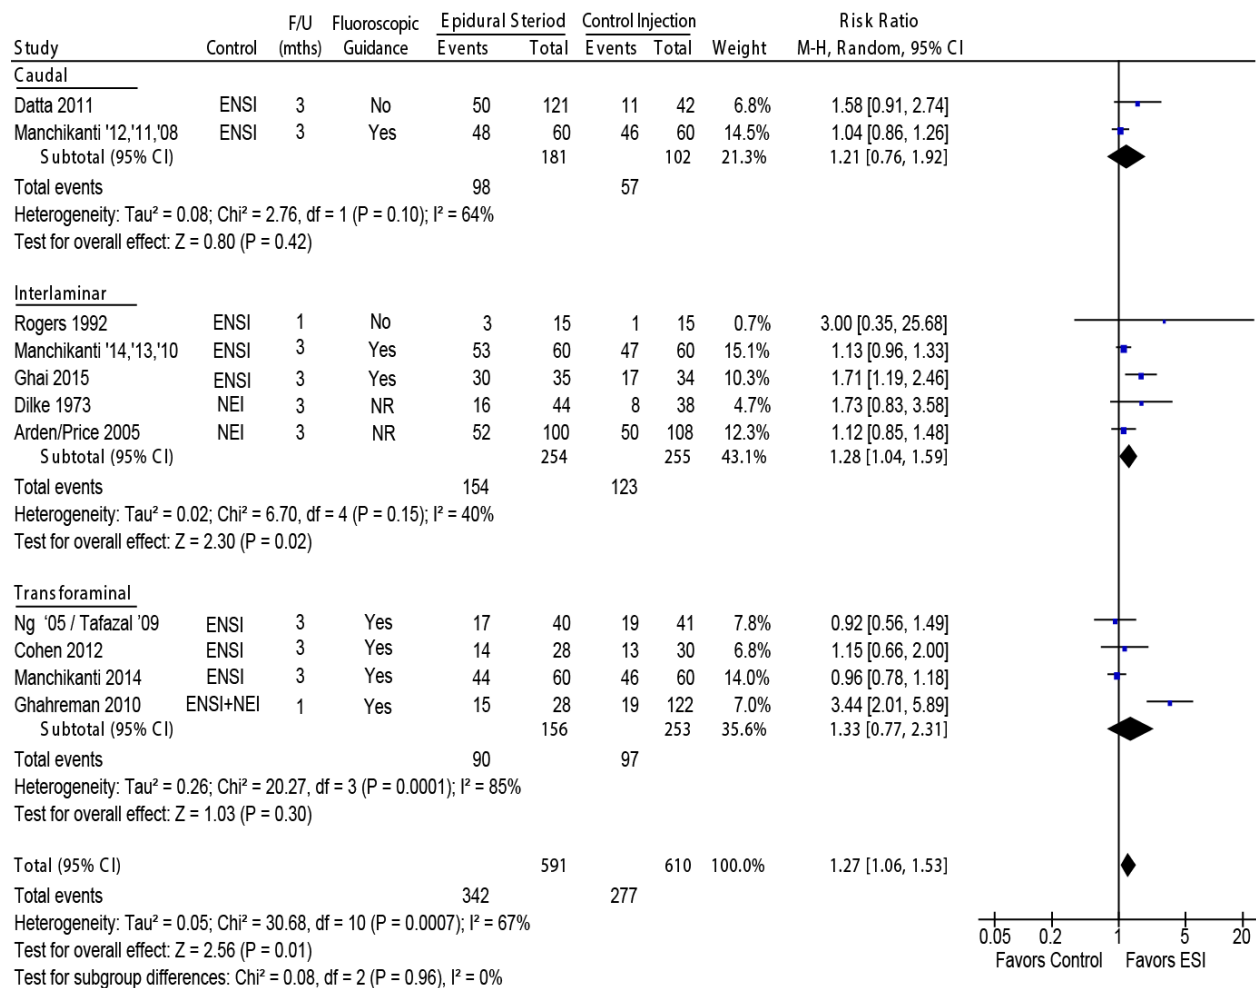 F/U Fluoroscopic Epidural Steriod Control Injection Risk Ratio
Study Control (mths) Guidance Events Total Events Total Weight M-H, Random, 95% CI
Caudal
Datta 2011 ENSI 3 No 50 121 11 42 6.8% 1.58 [0.91, 2.74]
Manchikanti '12,'11,'08 ENSI 3 Yes 48 60 46 60 14.5% 1.04 [0.86, 1.26]
Subtotal (95% CI) 181 102 21.3% 1.21 [0.76, 1.92]
Total events 98 57
Heterogeneity: Tau² = 0.08; Chi² = 2.76, df = 1 (P = 0.10); I² = 64%
Test for overall effect: Z = 0.80 (P = 0.42)
Interlaminar
Rogers 1992 ENSI 1 No 3 15 1 15 0.7% 3.00 [0.35, 25.68]
Manchikanti '14,'13,'10 ENSI 3 Yes 53 60 47 60 15.1% 1.13 [0.96, 1.33]
Ghai 2015 ENSI 3 Yes 30 35 17 34 10.3% 1.71 [1.19, 2.46]
Dilke 1973 NEI 3 NR 16 44 8 38 4.7% 1.73 [0.83, 3.58]
Arden/Price 2005 NEI 3 NR 52 100 50 108 12.3% 1.12 [0.85, 1.48]
Subtotal (95% CI) 254 255 43.1% 1.28 [1.04, 1.59]
Total events 154 123
Heterogeneity: Tau² = 0.02; Chi² = 6.70, df = 4 (P = 0.15); I² = 40%
Test for overall effect: Z = 2.30 (P = 0.02)
Transforaminal
Ng '05 / Tafazal '09 ENSI 3 Yes 17 40 19 41 7.8% 0.92 [0.56, 1.49]
Cohen 2012 ENSI 3 Yes 14 28 13 30 6.8% 1.15 [0.66, 2.00]
Manchikanti 2014 ENSI 3 Yes 44 60 46 60 14.0% 0.96 [0.78, 1.18]
Ghahreman 2010 ENSI+NEI 1 Yes 15 28 19 122 7.0% 3.44 [2.01, 5.89]
Subtotal (95% CI) 156 253 35.6% 1.33 [0.77, 2.31]
Total events 90 97
Heterogeneity: Tau² = 0.26; Chi² = 20.27, df = 3 (P = 0.0001); I² = 85%
Test for overall effect: Z = 1.03 (P = 0.30)
Total (95% CI) 591 610 100.0% 1.27 [1.06, 1.53]
Total events 342 277
Heterogeneity: Tau² = 0.05; Chi² = 30.68, df = 10 (P = 0.0007); I² = 67%
Test for overall effect: Z = 2.56 (P = 0.01)
Test for subgroup differences: Chi² = 0.08, df = 2 (P = 0.96), I² = 0%
0.05 0.2 1 5 20
Favors Control Favors ESI